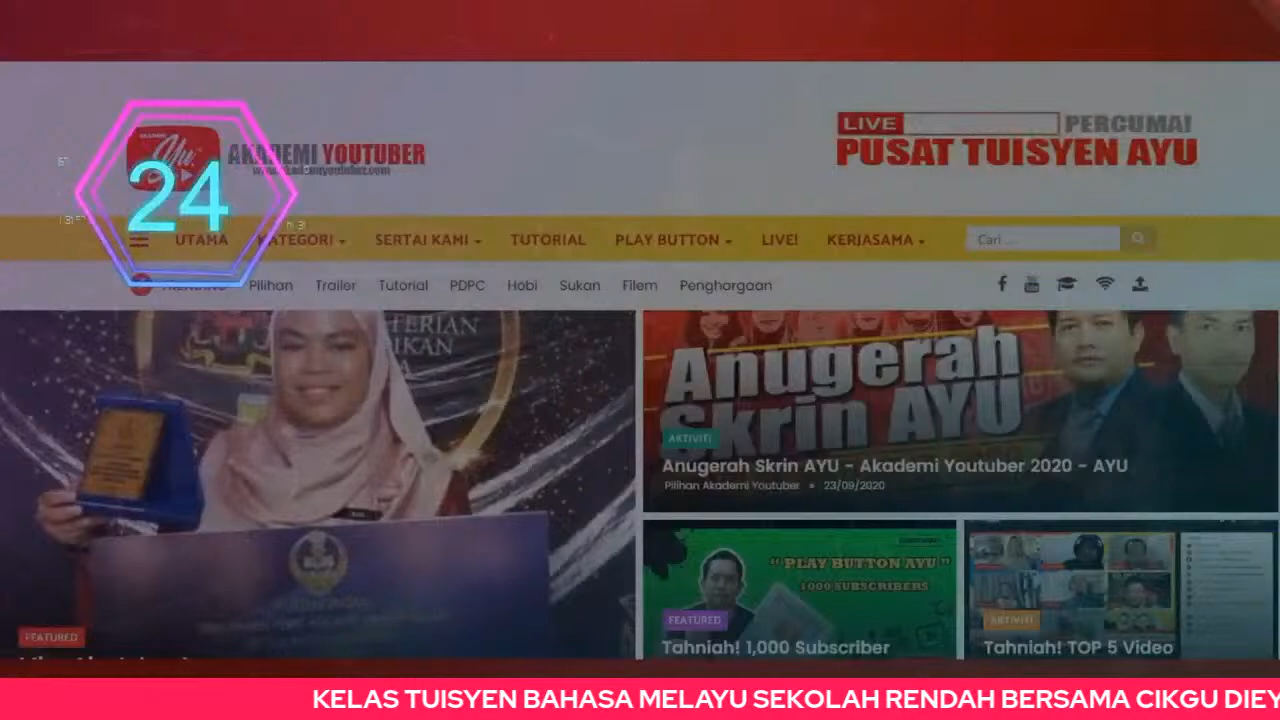 LIVE
PERCUMA!
AKADEMI YOUTUBER
PUSAT TUISYEN AYU
24
UTAMA KATEGORI SERTAI KAMI TUTORIAL PLAY BUTTON LIVE! KERJASAMA Cari ...
Pilihan Trailer Tutorial PDPC Hobi Sukan Filem Penghargaan
Anugerah
Skrin AYU
AKTIVITI
Anugerah Skrin AYU - Akademi Youtuber 2020 - AYU
Pilihan Akademi Youtuber 23/09/2020
"PLAY BUTTON AYU"
1000 SUBSCRIBERS
FEATURED
FEATURED
AKTIVITI
Tahniah! 1,000 Subscriber
Tahniah! TOP 5 Video
KELAS TUISYEN BAHASA MELAYU SEKOLAH RENDAH BERSAMA CIKGU DIEY